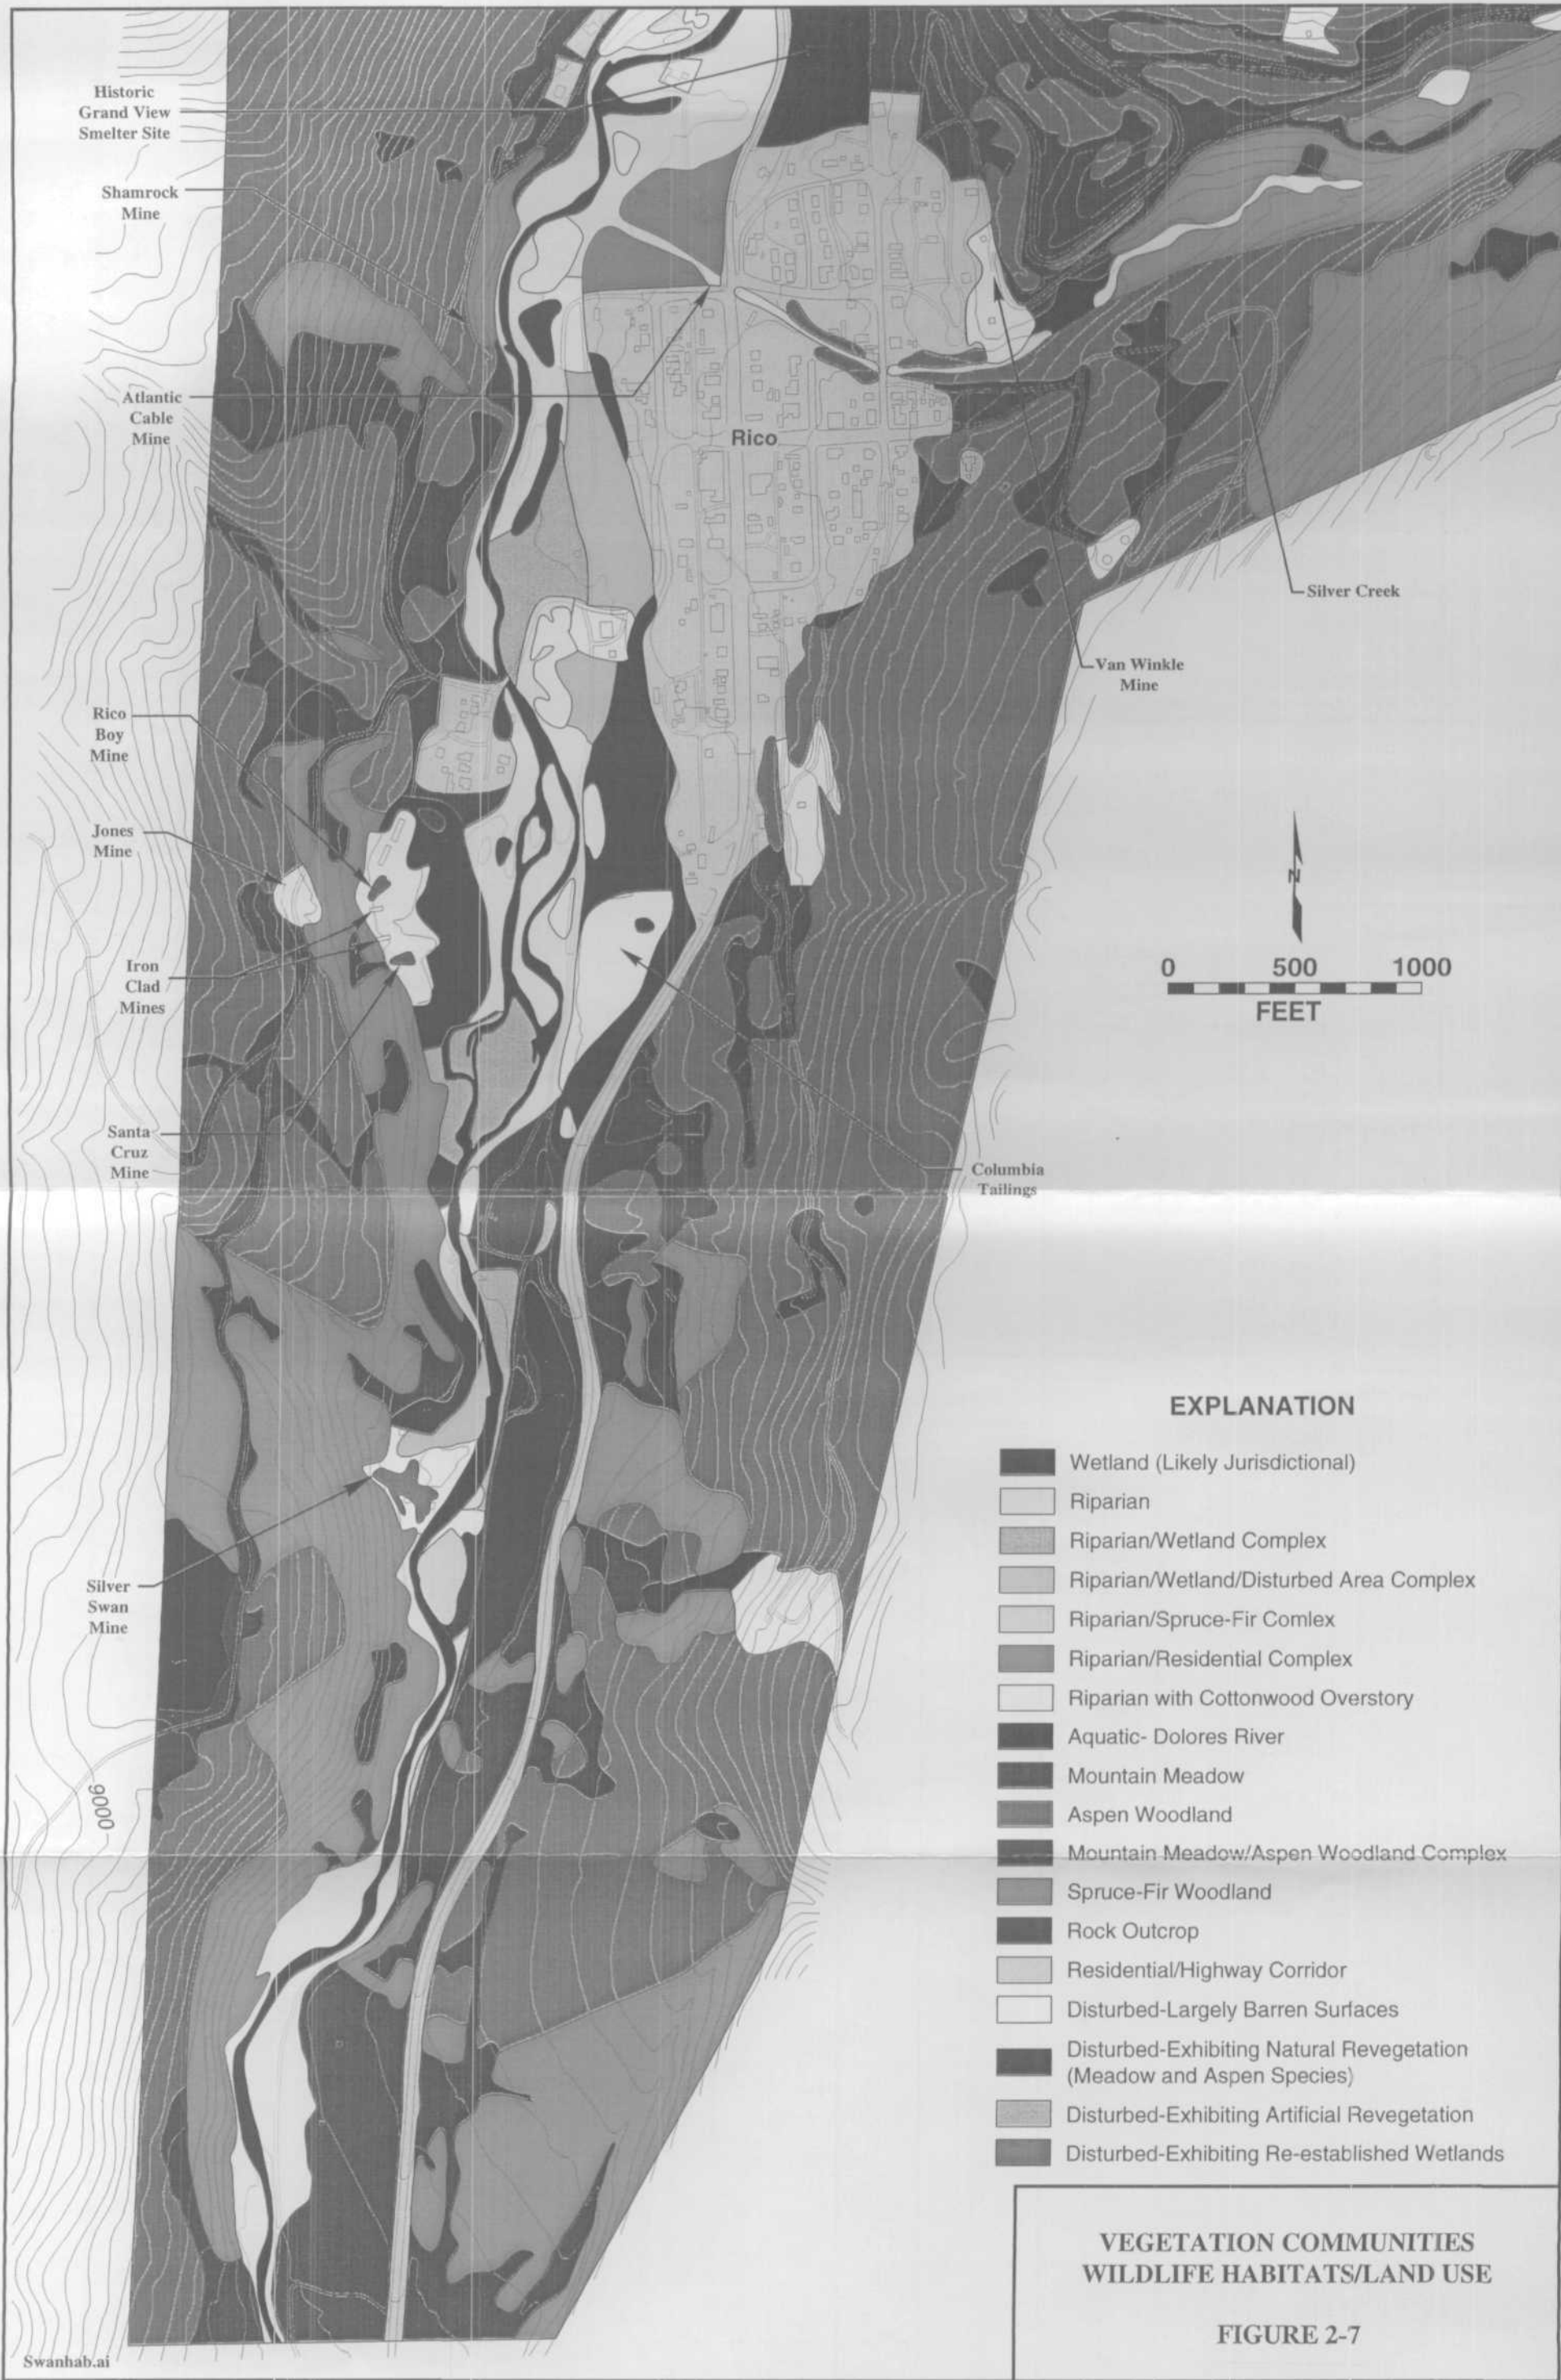 Historic
Grand View
Smelter Site
Shamrock
Mine
Atlantic
Cable
Mine
Rico
Silver Creek
Van Winkle
Mine
Rico
Boy
Mine
Jones
Mine
N
Iron
Clad
Mines
0 500 1000
FEET
Santa
Cruz
Mine
Columbia
Tailings
EXPLANATION
Wetland (Likely Jurisdictional)
Riparian
Riparian/Wetland Complex
Riparian/Wetland/Disturbed Area Complex
Riparian/Spruce-Fir Comlex
Riparian/Residential Complex
Riparian with Cottonwood Overstory
Aquatic- Dolores River
Mountain Meadow
Aspen Woodland
Mountain Meadow/Aspen Woodland Complex
Spruce-Fir Woodland
Rock Outcrop
Residential/Highway Corridor
Disturbed-Largely Barren Surfaces
Disturbed-Exhibiting Natural Revegetation
(Meadow and Aspen Species)
Disturbed-Exhibiting Artificial Revegetation
Disturbed-Exhibiting Re-established Wetlands
Silver
Swan
Mine
9000
VEGETATION COMMUNITIES
WILDLIFE HABITATS/LAND USE
FIGURE 2-7
Swanhab.ai